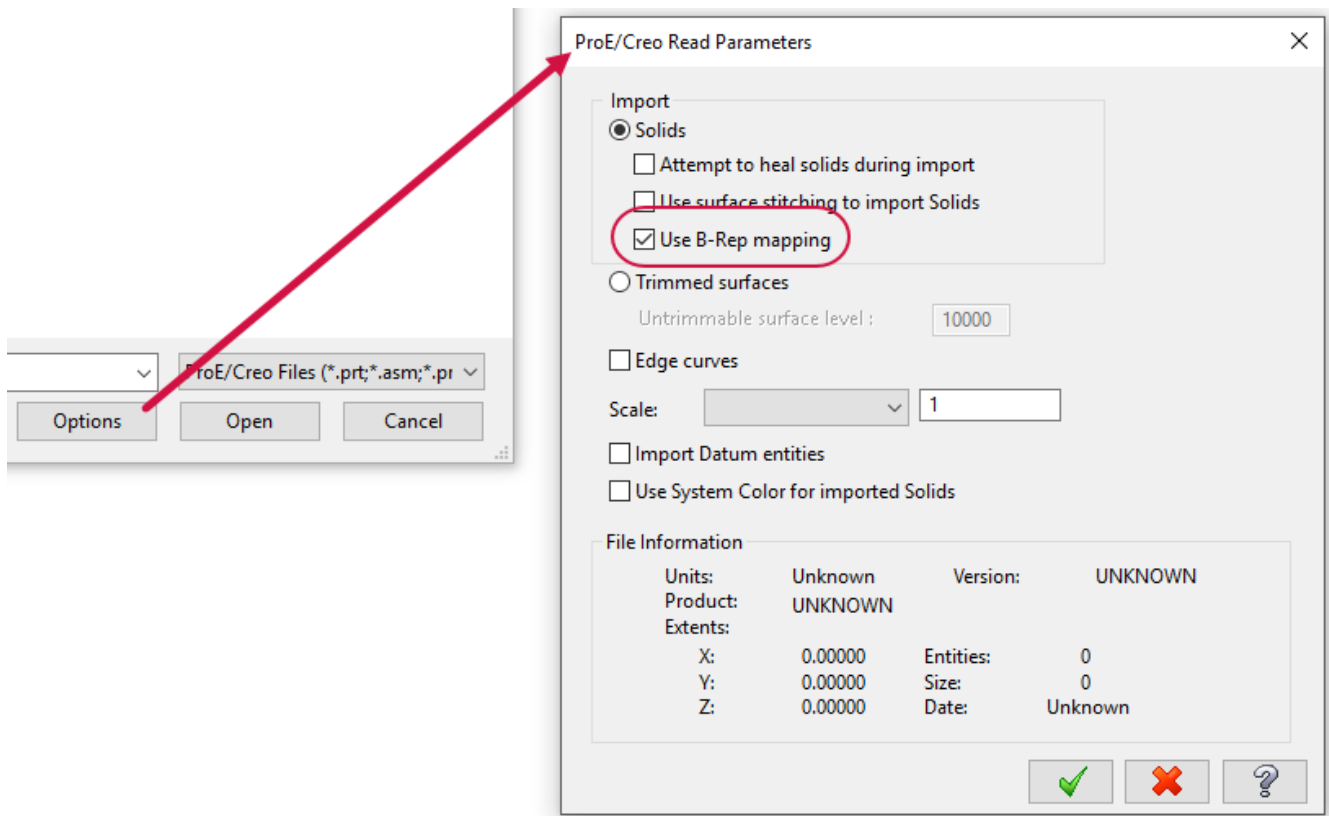 ProE/Creo Read Parameters
Import
Solids
Attempt to heal solids during import
Use surface stitching to import Solids
Use B-Rep mapping
Trimmed surfaces
Untrimmable surface level : 10000
Edge curves
Scale: 1
Import Datum entities
Use System Color for imported Solids
File Information
Units: Unknown Version: UNKNOWN
Product: UNKNOWN
Extents:
X: 0.00000 Entities: 0
Y: 0.00000 Size: 0
Z: 0.00000 Date: Unknown
ProE/Creo Files (*.prt;*.asm;*.pr
Options Open Cancel